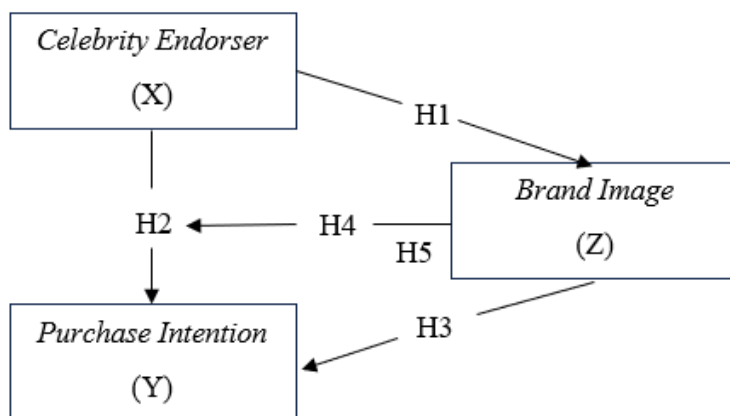 Celebrity Endorser
(X)
H1
Brand Image
(Z)
H2
H4
H5
H3
Purchase Intention
(Y)